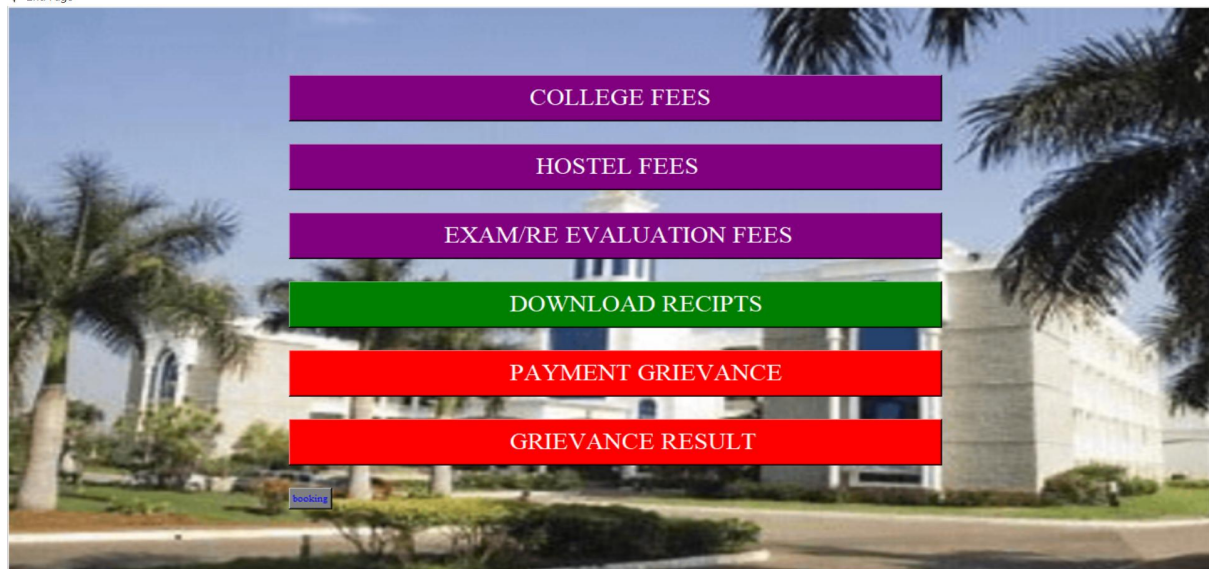 COLLEGE FEES
HOSTEL FEES
EXAM/RE EVALUATION FEES
DOWNLOAD RECIPTS
PAYMENT GRIEVANCE
GRIEVANCE RESULT
booking